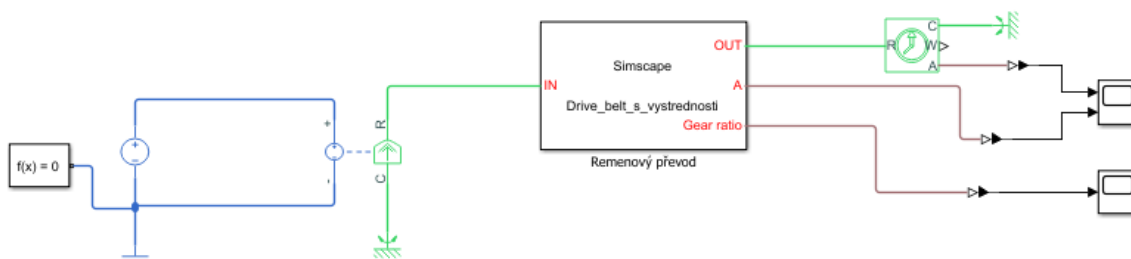 C
OUT
R
W
Simscape
A
IN
A
Drive_belt_s_vystrednosti
+
R
Gear ratio
+
f(x) = 0
Remenový převod
-
C